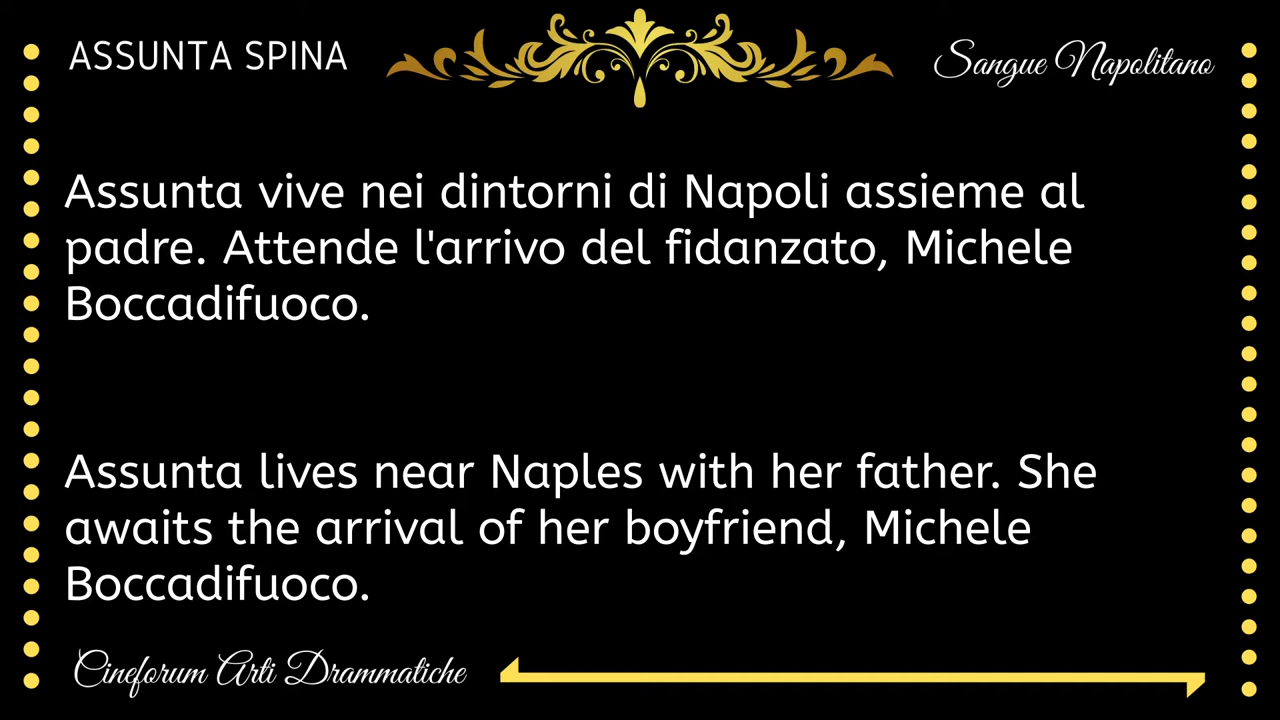 ASSUNTA SPINA
Sangue Napolitano
Assunta vive nei dintorni di Napoli assieme al
padre. Attende l'arrivo del fidanzato, Michele
Boccadifuoco.
Assunta lives near Naples with her father. She
awaits the arrival of her boyfriend, Michele
Boccadifuoco.
Cineforum Arti Drammatiche